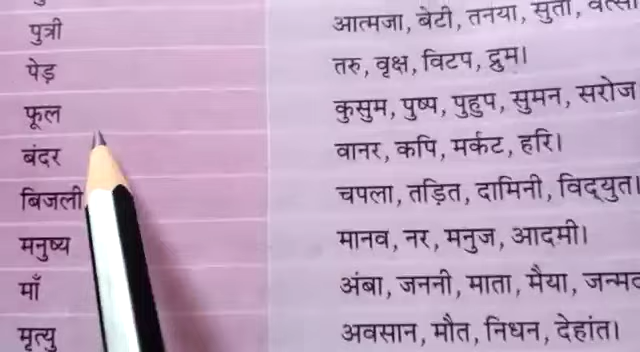 पुत्री आत्मजा, बेटी, तनया, सुता,
पेड़ तरु, वृक्ष, विटप, द्रुम।
फूल कुसुम, पुष्प, पुहुप, सुमन, सरोज
बंदर वानर, कपि, मर्कट, हरि।
बिजली चपला, तड़ित, दामिनी, विद्‌युत।
मनुष्य मानव, नर, मनुज, आदमी।
माँ अंबा, जननी, माता, मैया,
मृत्यु अवसान, मौत, निधन, देहांत।